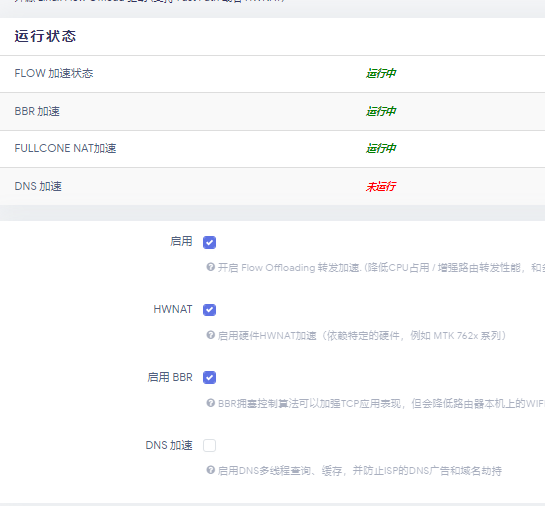 运行状态
FLOW 加速状态 运行中
BBR 加速 运行中
FULLCONE NAT加速 运行中
DNS 加速 未运行
启用
开启 Flow Offloading 转发加速. (降低CPU占用 / 增强路由转发性能，和
HWNAT
启用硬件HWNAT加速（依赖特定的硬件，例如 MTK 762x 系列）
启用 BBR
BBR拥塞控制算法可以加强TCP应用表现，但会降低路由器本机上的WIFI
DNS 加速
启用DNS多线程查询、缓存，并防止ISP的DNS广告和域名劫持